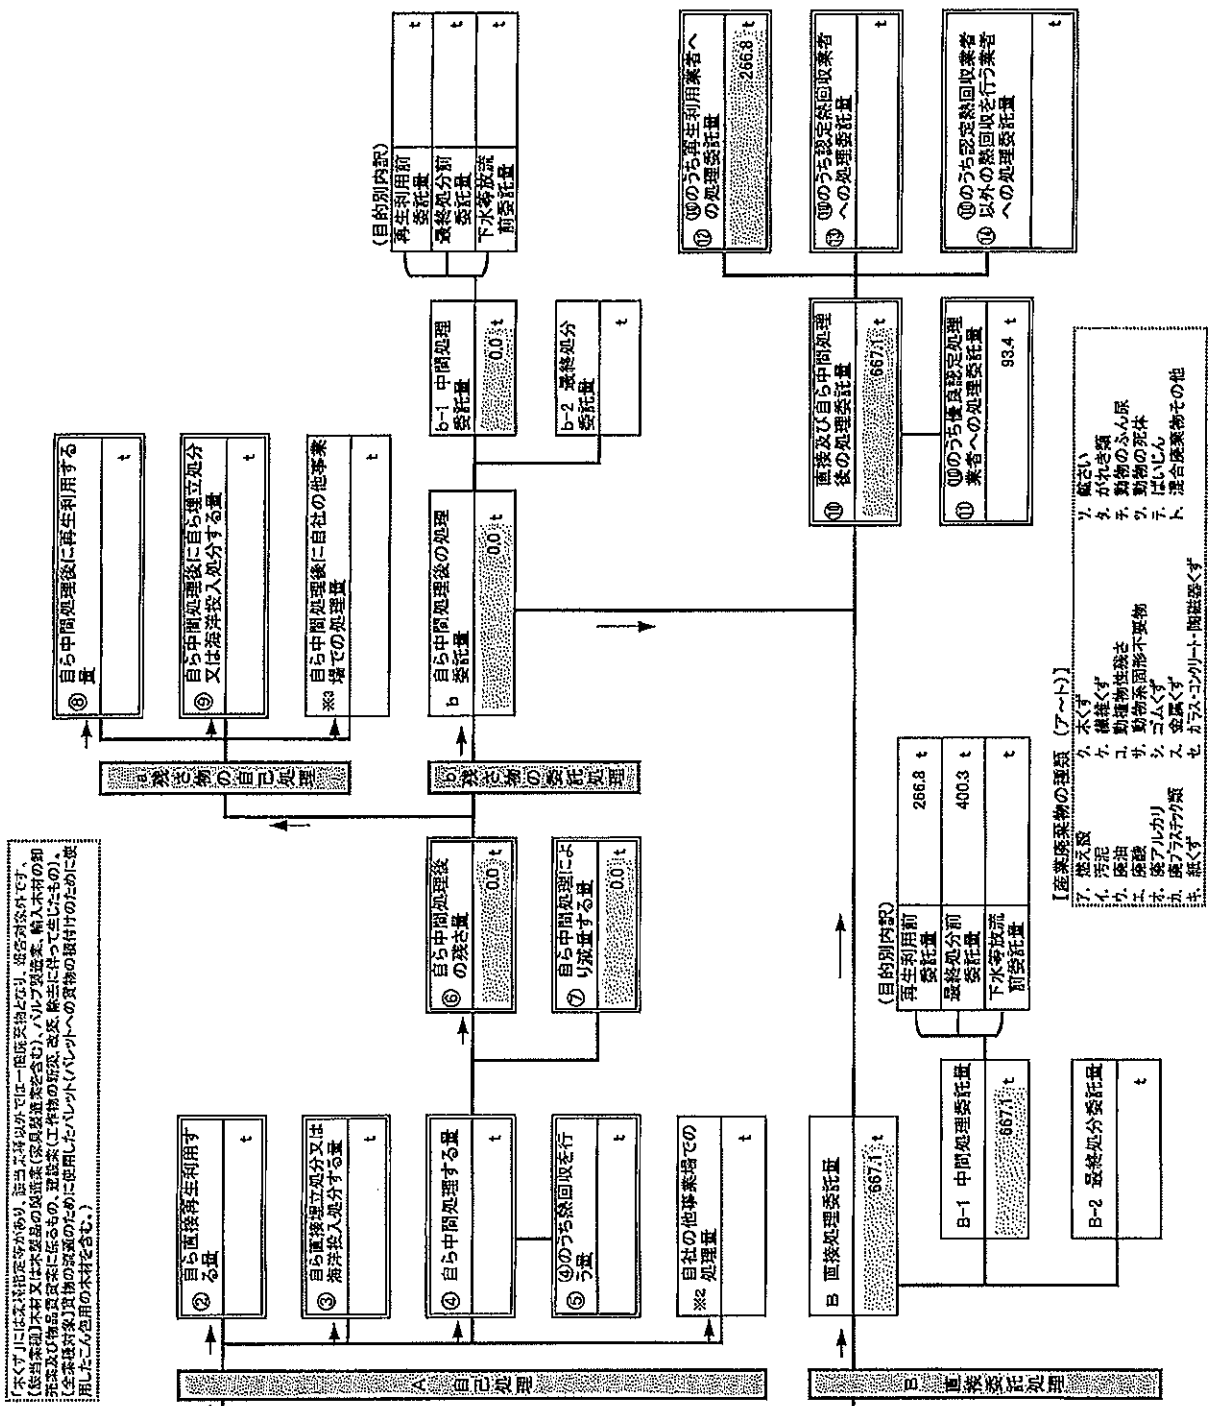 「木くず」には業種指定等があり、該当業種以外では一般廃棄物となり、報告対象外です。
A 自己処理
② 自ら直接再生利用す
る量
t
③ 自ら直接埋立処分又は
海洋投入処分する量
t
④ 自ら中間処理する量
t
⑤ ④のうち熱回収を行
う量
t
※2 自社の他事業場での
処理量
t
⑥ 自ら中間処理後
の残さ量
0.0 t
⑦ 自ら中間処理によ
り減量する量
0.0 t
a 残さ物の自己処理
⑧ 自ら中間処理後に再生利用する
量
t
⑨ 自ら中間処理後に自ら埋立処分
又は海洋投入処分する量
t
※3 自ら中間処理後に自社の他事業
場での処理量
t
b 残さ物の委託処理
b 自ら中間処理後の処理
委託量
0.0 t
b-1 中間処理
委託量
0.0 t
b-2 最終処分
委託量
t
(目的別内訳)
再生利用前
委託量
t
最終処分前
委託量
t
下水等放流
前委託量
t
B 直接委託処理
B 直接処理委託量
667.1 t
B-1 中間処理委託量
667.1 t
B-2 最終処分委託量
t
(目的別内訳)
再生利用前
委託量
266.8 t
最終処分前
委託量
400.3 t
下水等放流
前委託量
t
⑩ 直接及び自ら中間処理
後の処理委託量
667.1 t
⑪ ⑩のうち優良認定処理
業者への処理委託量
93.4 t
⑫ ⑩のうち再生利用業者へ
の処理委託量
266.8 t
⑬ ⑩のうち認定熱回収業者
への処理委託量
t
⑭ ⑩のうち認定熱回収業者
以外の熱回収を行う業者
への処理委託量
t
【産業廃棄物の種類 (ア～ト)】
ア. 燃え殻
イ. 汚泥
ウ. 廃油
エ. 廃酸
オ. 廃アルカリ
カ. 廃プラスチック類
キ. 紙くず
ク. 木くず
ケ. 繊維くず
コ. 動植物性残さ
サ. 動物系固形不要物
シ. ゴムくず
ス. 金属くず
セ. ガラス・コンクリート・陶磁器くず
ソ. 鉱さい
タ. がれき類
チ. 動物のふん尿
ツ. 動物の死体
テ. ばいじん
ト. 混合廃棄物その他